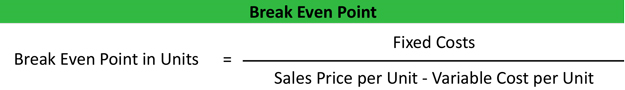 Break Even Point
Fixed Costs
Break Even Point in Units =
Sales Price per Unit - Variable Cost per Unit